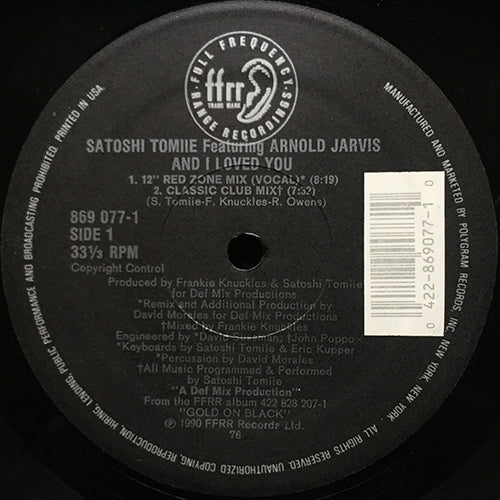 FULL FREQUENCY
ffrr
TRADE MARK
RANGE RECORDINGS
SATOSHI TOMIIE Featuring ARNOLD JARVIS
AND I LOVED YOU
1. 12" RED ZONE MIX (VOCAL)* (8:19)
2. CLASSIC CLUB MIX† (7:32)
(S. Tomiie-F. Knuckles-R. Owens)
869 077-1
SIDE 1
33⅓ RPM
Copyright Control
Produced by Frankie Knuckles & Satoshi Tomiie
for Def Mix Productions
*Remix and Additional Production by
David Morales for Def Mix Productions
†Mixed by Frankie Knuckles
Engineered by *David Sussman; †John Poppo
*Keyboards by Satoshi Tomiie & Eric Kupper
*Percussion by David Morales
†All Music Programmed & Performed
by Satoshi Tomiie
"A Def Mix Production"
From the FFRR album 422 828 207-1
"GOLD ON BLACK"
℗ 1990 FFRR Records Ltd.
76
0 422-869077-1 0
MANUFACTURED AND MARKETED BY POLYGRAM RECORDS, INC., NEW YORK, NEW YORK . ALL RIGHTS RESERVED. UNAUTHORIZED COPYING, REPRODUCTION, HIRING, LENDING, PUBLIC PERFORMANCE AND BROADCASTING PROHIBITED. PRINTED IN USA.